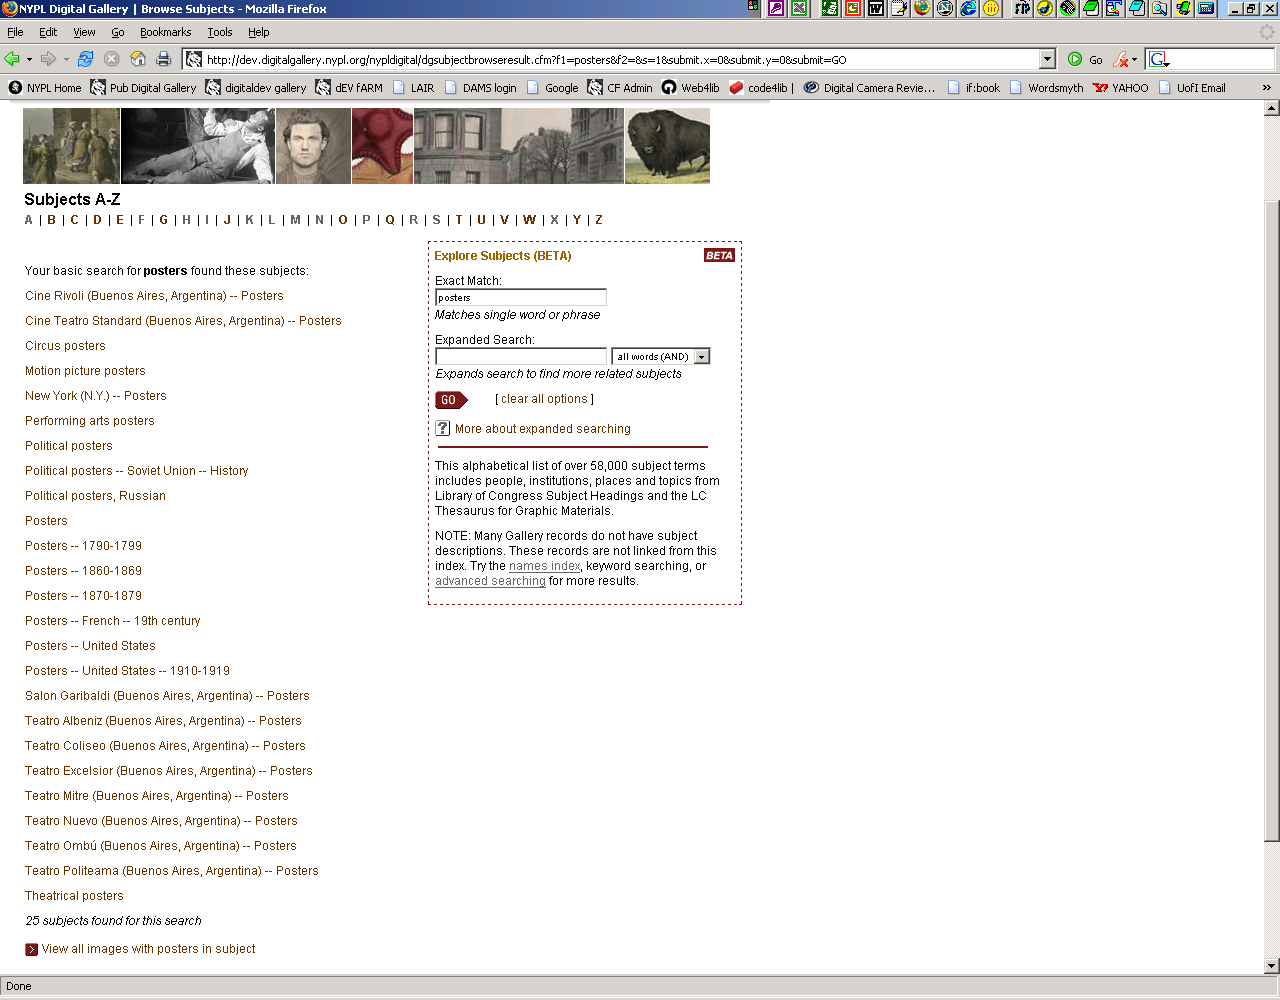 NYPL Digital Gallery | Browse Subjects - Mozilla Firefox
File Edit View Go Bookmarks Tools Help
http://dev.digitalgallery.nypl.org/nypldigital/dgsubjectbrowseresult.cfm?f1=posters&f2=&s=1&submit.x=0&submit.y=0&submit=GO Go
NYPL Home Pub Digital Gallery digitaldev gallery dEV fARM LAIR DAMS login Google CF Admin Web4lib code4lib | Digital Camera Revie... if:book Wordsmyth YAHOO UofI Email »
Subjects A-Z
A | B | C | D | E | F | G | H | I | J | K | L | M | N | O | P | Q | R | S | T | U | V | W | X | Y | Z
Your basic search for posters found these subjects:
Cine Rivoli (Buenos Aires, Argentina) -- Posters
Cine Teatro Standard (Buenos Aires, Argentina) -- Posters
Circus posters
Motion picture posters
New York (N.Y.) -- Posters
Performing arts posters
Political posters
Political posters -- Soviet Union -- History
Political posters, Russian
Posters
Posters -- 1790-1799
Posters -- 1860-1869
Posters -- 1870-1879
Posters -- French -- 19th century
Posters -- United States
Posters -- United States -- 1910-1919
Salon Garibaldi (Buenos Aires, Argentina) -- Posters
Teatro Albeniz (Buenos Aires, Argentina) -- Posters
Teatro Coliseo (Buenos Aires, Argentina) -- Posters
Teatro Excelsior (Buenos Aires, Argentina) -- Posters
Teatro Mitre (Buenos Aires, Argentina) -- Posters
Teatro Nuevo (Buenos Aires, Argentina) -- Posters
Teatro Ombú (Buenos Aires, Argentina) -- Posters
Teatro Politeama (Buenos Aires, Argentina) -- Posters
Theatrical posters
25 subjects found for this search
View all images with posters in subject
Explore Subjects (BETA) BETA
Exact Match:
posters
Matches single word or phrase
Expanded Search:
all words (AND)
Expands search to find more related subjects
GO [ clear all options ]
? More about expanded searching
This alphabetical list of over 58,000 subject terms
includes people, institutions, places and topics from
Library of Congress Subject Headings and the LC
Thesaurus for Graphic Materials.
NOTE: Many Gallery records do not have subject
descriptions. These records are not linked from this
index. Try the names index, keyword searching, or
advanced searching for more results.
Done